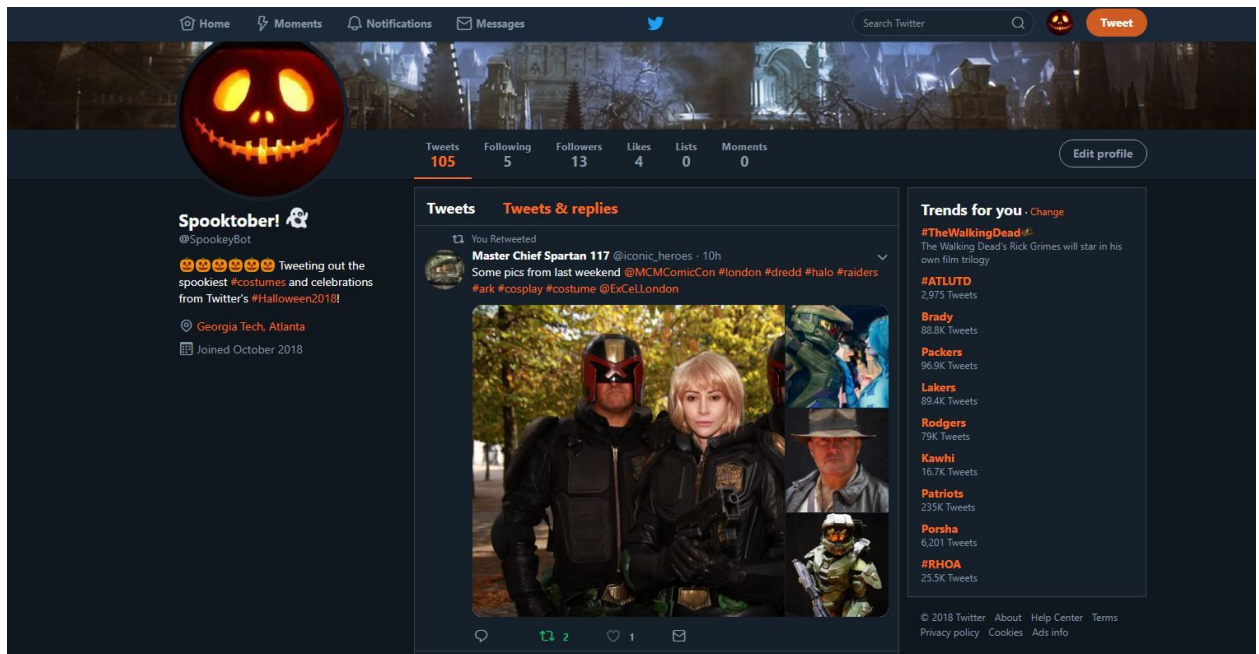 Home Moments Notifications Messages Search Twitter Tweet
Tweets Following Followers Likes Lists Moments
105 5 13 4 0 0
Edit profile
Spooktober! 👻
@SpookeyBot
🎃🎃🎃🎃🎃🎃 Tweeting out the
spookiest #costumes and celebrations
from Twitter's #Halloween2018!
Georgia Tech, Atlanta
Joined October 2018
Tweets Tweets & replies
You Retweeted
Master Chief Spartan 117 @iconic_heroes · 10h
Some pics from last weekend @MCMComicCon #london #dredd #halo #raiders
#ark #cosplay #costume @ExCeLLondon
2 1
Trends for you · Change
#TheWalkingDead
The Walking Dead's Rick Grimes will star in his
own film trilogy
#ATLUTD
2,975 Tweets
Brady
88.8K Tweets
Packers
96.9K Tweets
Lakers
89.4K Tweets
Rodgers
79K Tweets
Kawhi
16.7K Tweets
Patriots
235K Tweets
Porsha
6,201 Tweets
#RHOA
25.5K Tweets
© 2018 Twitter About Help Center Terms
Privacy policy Cookies Ads info